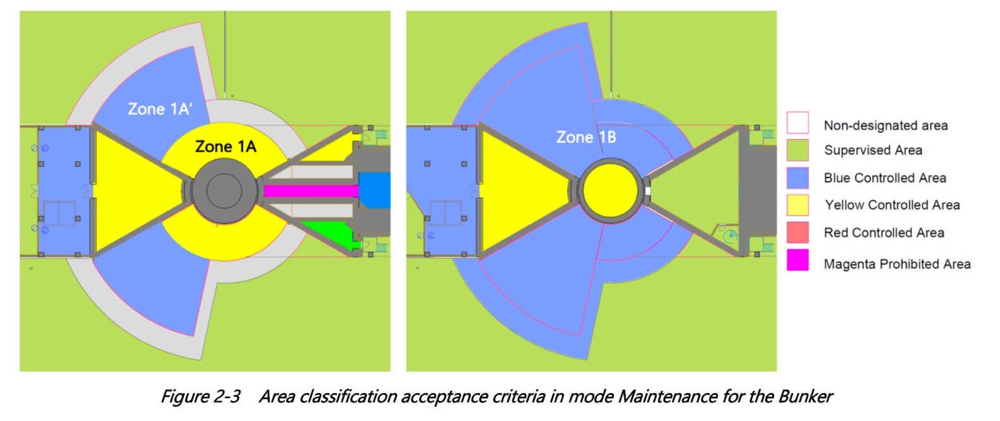 Zone 1A'
Zone 1A
Zone 1B
Non-designated area
Supervised Area
Blue Controlled Area
Yellow Controlled Area
Red Controlled Area
Magenta Prohibited Area
Figure 2-3 Area classification acceptance criteria in mode Maintenance for the Bunker